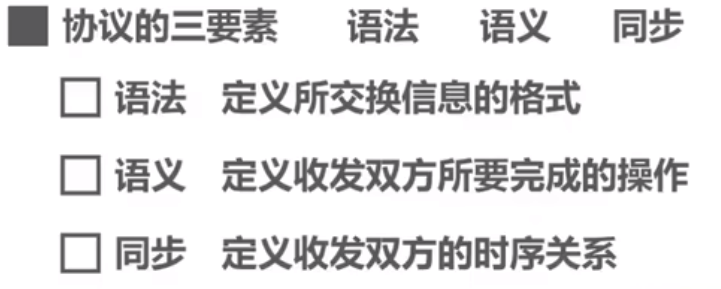 协议的三要素 语法 语义 同步
语法 定义所交换信息的格式
语义 定义收发双方所要完成的操作
同步 定义收发双方的时序关系